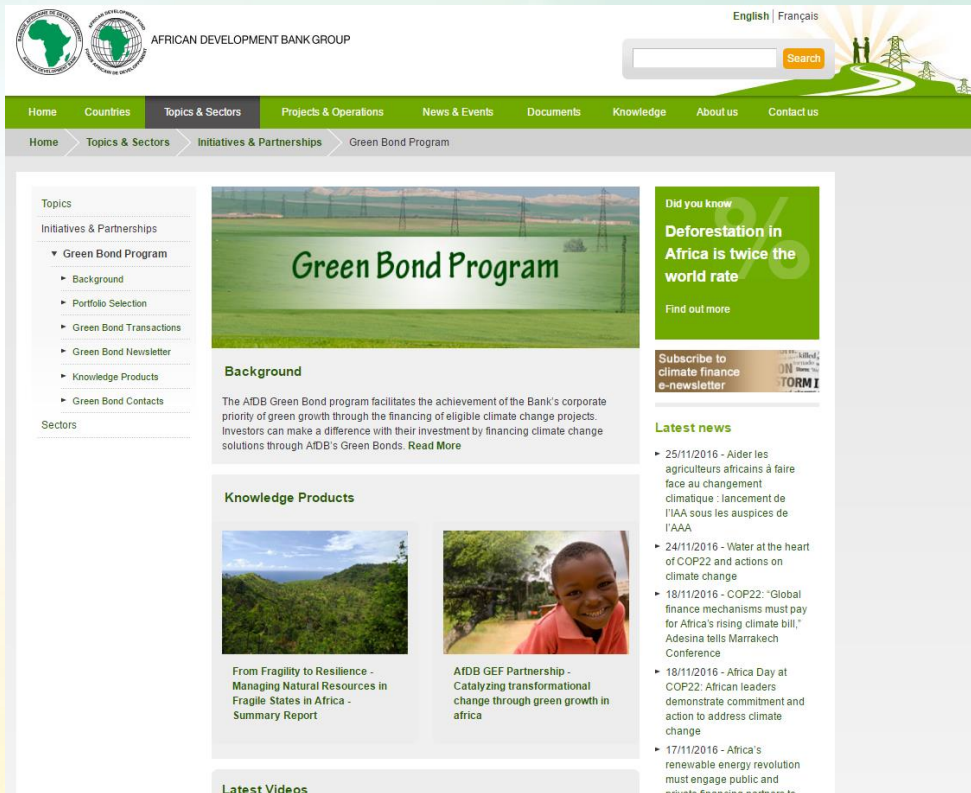 English | Français
AFRICAN DEVELOPMENT BANK GROUP
Search
Home Countries Topics & Sectors Projects & Operations News & Events Documents Knowledge About us Contact us
Home Topics & Sectors Initiatives & Partnerships Green Bond Program
Topics
Initiatives & Partnerships
Green Bond Program
Background
Portfolio Selection
Green Bond Transactions
Green Bond Newsletter
Knowledge Products
Green Bond Contacts
Sectors
Green Bond Program
Background
The AfDB Green Bond program facilitates the achievement of the Bank's corporate
priority of green growth through the financing of eligible climate change projects.
Investors can make a difference with their investment by financing climate change
solutions through AfDB's Green Bonds. Read More
Knowledge Products
From Fragility to Resilience -
Managing Natural Resources in
Fragile States in Africa -
Summary Report
AfDB GEF Partnership -
Catalyzing transformational
change through green growth in
africa
Latest Videos
%
Did you know
Deforestation in
Africa is twice the
world rate
Find out more
Subscribe to
climate finance
e-newsletter
killed
STORM I
Latest news
25/11/2016 - Aider les
agriculteurs africains à faire
face au changement
climatique : lancement de
l'IAA sous les auspices de
l'AAA
24/11/2016 - Water at the heart
of COP22 and actions on
climate change
18/11/2016 - COP22: “Global
finance mechanisms must pay
for Africa's rising climate bill,”
Adesina tells Marrakech
Conference
18/11/2016 - Africa Day at
COP22: African leaders
demonstrate commitment and
action to address climate
change
17/11/2016 - Africa's
renewable energy revolution
must engage public and
private financing partners to